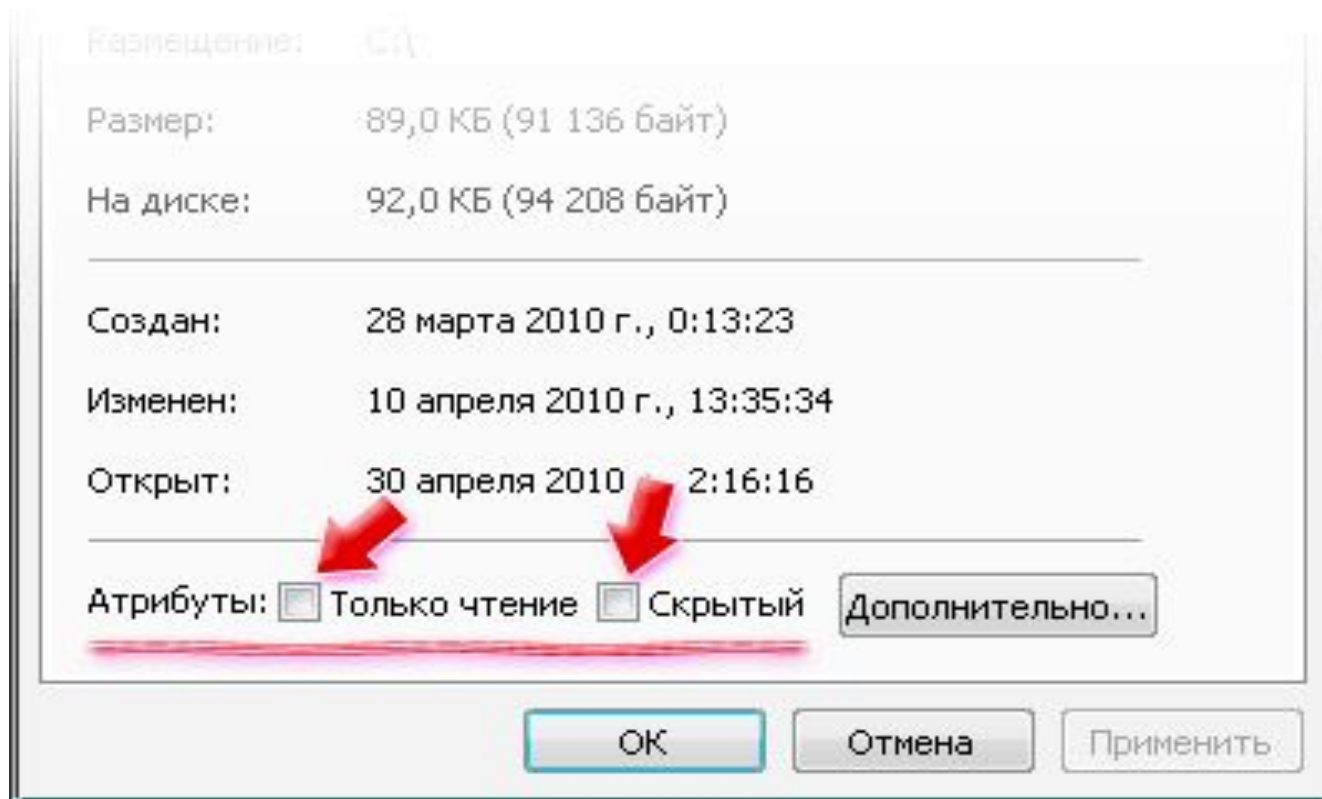 Размещение: C:\
Размер: 89,0 КБ (91 136 байт)
На диске: 92,0 КБ (94 208 байт)
Создан: 28 марта 2010 г., 0:13:23
Изменен: 10 апреля 2010 г., 13:35:34
Открыт: 30 апреля 2010 2:16:16
Атрибуты: Только чтение Скрытый Дополнительно...
ОК Отмена Применить